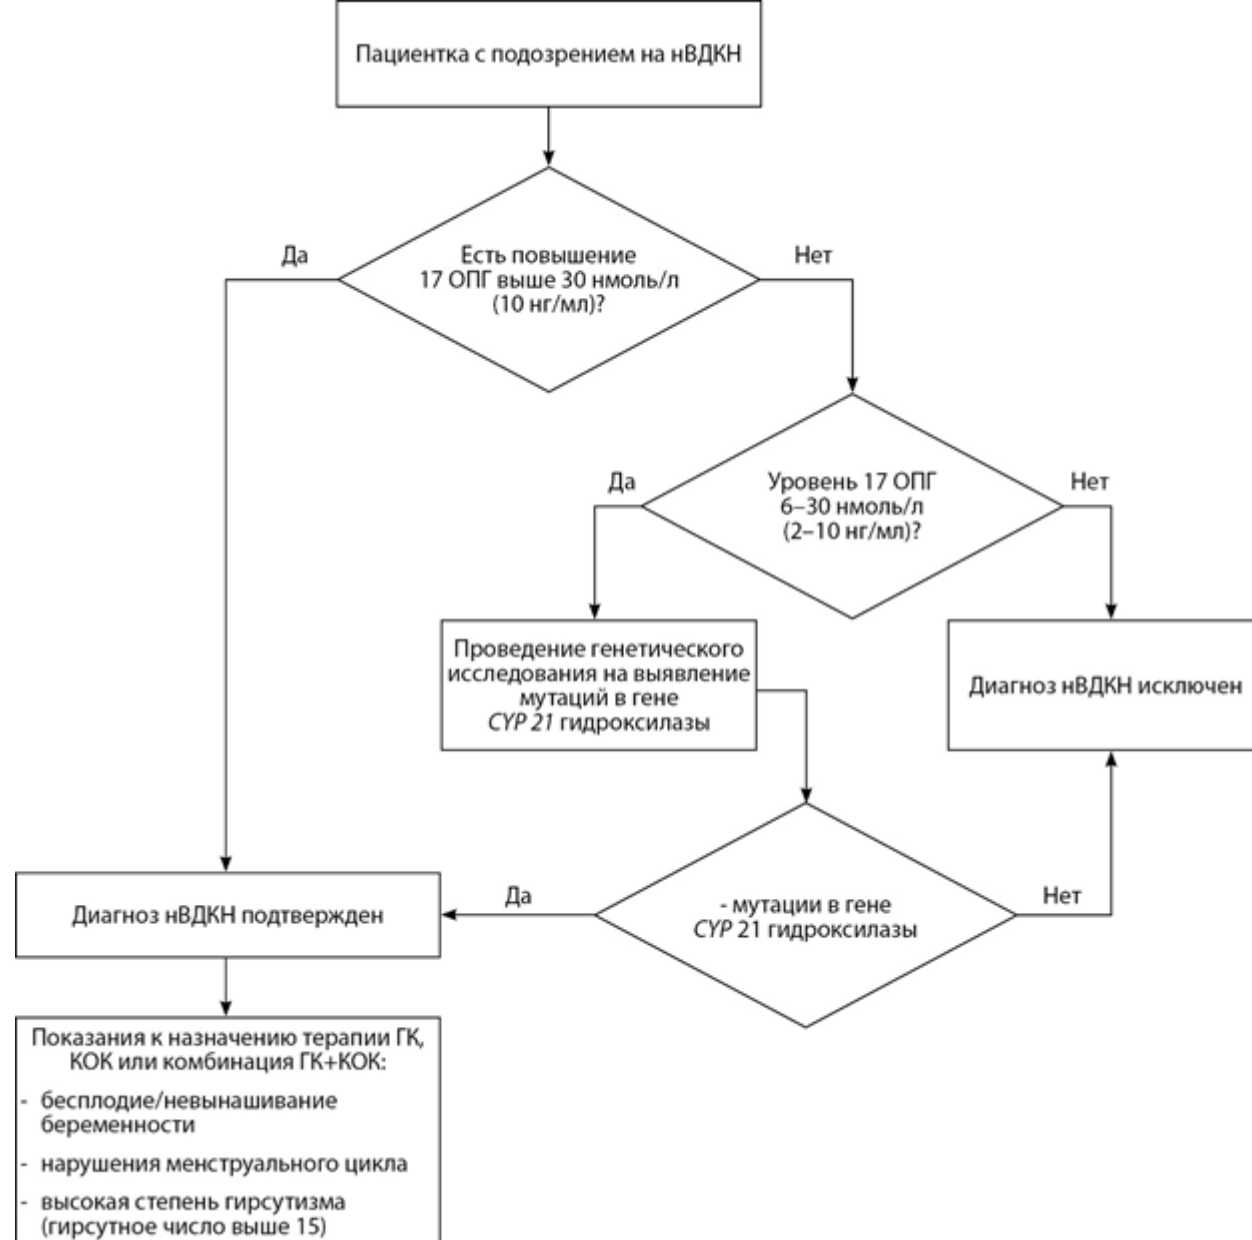 Пациентка с подозрением на нВДКН
Да
Есть повышение
17 ОПГ выше 30 нмоль/л
(10 нг/мл)?
Нет
Да
Уровень 17 ОПГ
6–30 нмоль/л
(2–10 нг/мл)?
Нет
Проведение генетического
исследования на выявление
мутаций в гене
CYP 21 гидроксилазы
Диагноз нВДКН исключен
Диагноз нВДКН подтвержден
Да
- мутации в гене
CYP 21 гидроксилазы
Нет
Показания к назначению терапии ГК,
КОК или комбинация ГК+КОК:
- бесплодие/невынашивание
беременности
- нарушения менструального цикла
- высокая степень гирсутизма
(гирсутное число выше 15)